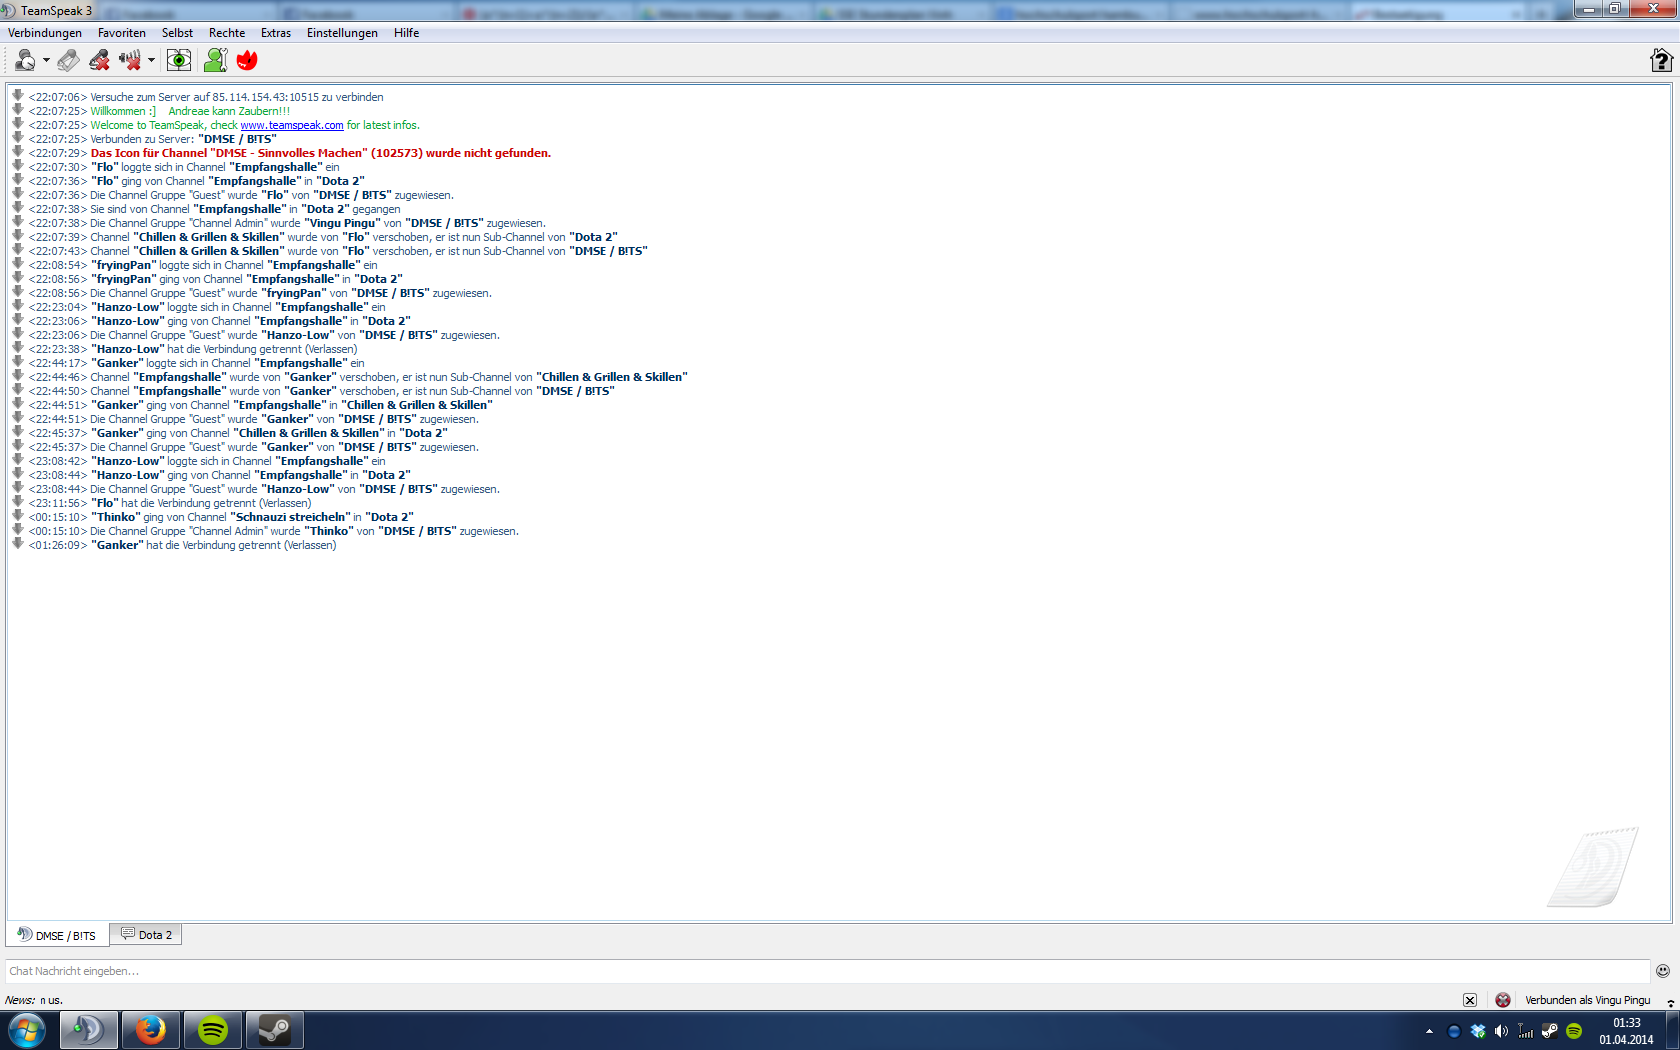 TeamSpeak 3
Verbindungen Favoriten Selbst Rechte Extras Einstellungen Hilfe
<22:07:06> Versuche zum Server auf 85.114.154.43:10515 zu verbinden
<22:07:25> Willkommen :] Andreae kann Zaubern!!!
<22:07:25> Welcome to TeamSpeak, check www.teamspeak.com for latest infos.
<22:07:25> Verbunden zu Server: "DMSE / B!TS"
<22:07:29> Das Icon für Channel "DMSE - Sinnvolles Machen" (102573) wurde nicht gefunden.
<22:07:30> "Flo" loggte sich in Channel "Empfangshalle" ein
<22:07:36> "Flo" ging von Channel "Empfangshalle" in "Dota 2"
<22:07:36> Die Channel Gruppe "Guest" wurde "Flo" von "DMSE / B!TS" zugewiesen.
<22:07:38> Sie sind von Channel "Empfangshalle" in "Dota 2" gegangen
<22:07:38> Die Channel Gruppe "Channel Admin" wurde "Vingu Pingu" von "DMSE / B!TS" zugewiesen.
<22:07:39> Channel "Chillen & Grillen & Skillen" wurde von "Flo" verschoben, er ist nun Sub-Channel von "Dota 2"
<22:07:43> Channel "Chillen & Grillen & Skillen" wurde von "Flo" verschoben, er ist nun Sub-Channel von "DMSE / B!TS"
<22:08:54> "fryingPan" loggte sich in Channel "Empfangshalle" ein
<22:08:56> "fryingPan" ging von Channel "Empfangshalle" in "Dota 2"
<22:08:56> Die Channel Gruppe "Guest" wurde "fryingPan" von "DMSE / B!TS" zugewiesen.
<22:23:04> "Hanzo-Low" loggte sich in Channel "Empfangshalle" ein
<22:23:06> "Hanzo-Low" ging von Channel "Empfangshalle" in "Dota 2"
<22:23:06> Die Channel Gruppe "Guest" wurde "Hanzo-Low" von "DMSE / B!TS" zugewiesen.
<22:23:38> "Hanzo-Low" hat die Verbindung getrennt (Verlassen)
<22:44:17> "Ganker" loggte sich in Channel "Empfangshalle" ein
<22:44:46> Channel "Empfangshalle" wurde von "Ganker" verschoben, er ist nun Sub-Channel von "Chillen & Grillen & Skillen"
<22:44:50> Channel "Empfangshalle" wurde von "Ganker" verschoben, er ist nun Sub-Channel von "DMSE / B!TS"
<22:44:51> "Ganker" ging von Channel "Empfangshalle" in "Chillen & Grillen & Skillen"
<22:44:51> Die Channel Gruppe "Guest" wurde "Ganker" von "DMSE / B!TS" zugewiesen.
<22:45:37> "Ganker" ging von Channel "Chillen & Grillen & Skillen" in "Dota 2"
<22:45:37> Die Channel Gruppe "Guest" wurde "Ganker" von "DMSE / B!TS" zugewiesen.
<23:08:42> "Hanzo-Low" loggte sich in Channel "Empfangshalle" ein
<23:08:44> "Hanzo-Low" ging von Channel "Empfangshalle" in "Dota 2"
<23:08:44> Die Channel Gruppe "Guest" wurde "Hanzo-Low" von "DMSE / B!TS" zugewiesen.
<23:11:56> "Flo" hat die Verbindung getrennt (Verlassen)
<00:15:10> "Thinko" ging von Channel "Schnauzi streicheln" in "Dota 2"
<00:15:10> Die Channel Gruppe "Channel Admin" wurde "Thinko" von "DMSE / B!TS" zugewiesen.
<01:26:09> "Ganker" hat die Verbindung getrennt (Verlassen)
DMSE / B!TS Dota 2
Chat Nachricht eingeben...
News: n us. Verbunden als Vingu Pingu
01:33
01.04.2014